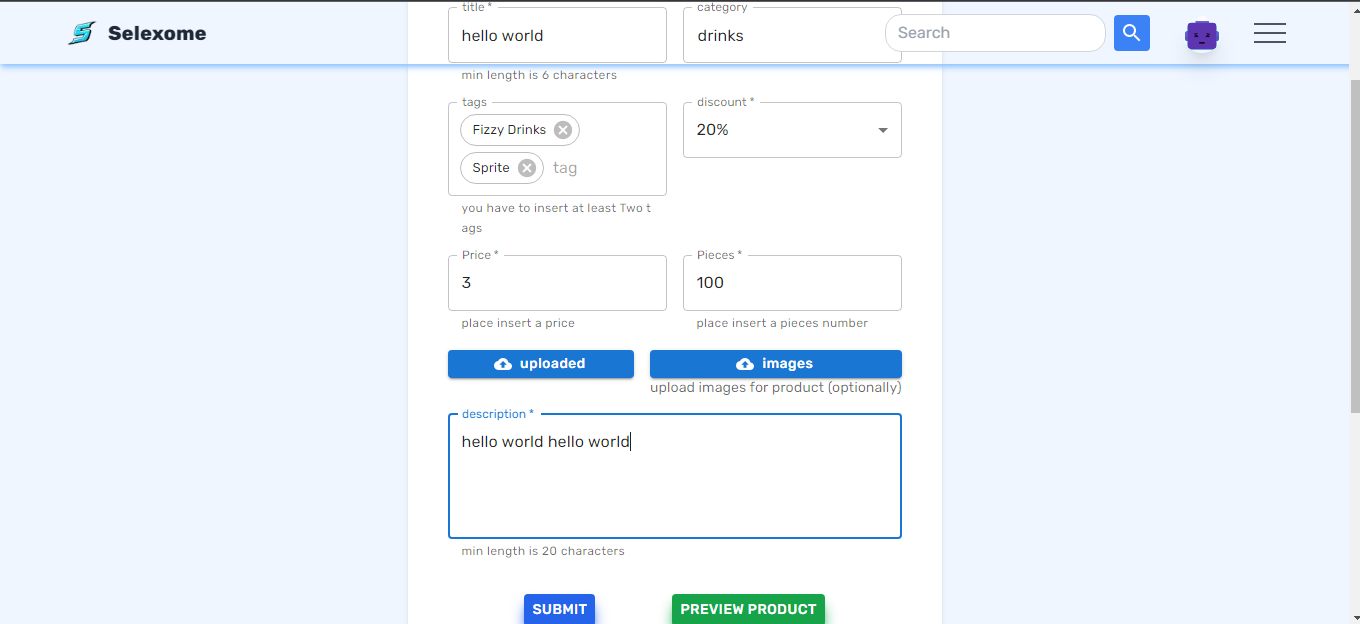 Selexome
Search
title *
category
hello world
drinks
min length is 6 characters
tags
discount *
Fizzy Drinks
20%
Sprite
tag
you have to insert at least Two t
ags
Price *
Pieces *
3
100
place insert a price
place insert a pieces number
uploaded
images
upload images for product (optionally)
description *
hello world hello world
min length is 20 characters
SUBMIT
PREVIEW PRODUCT